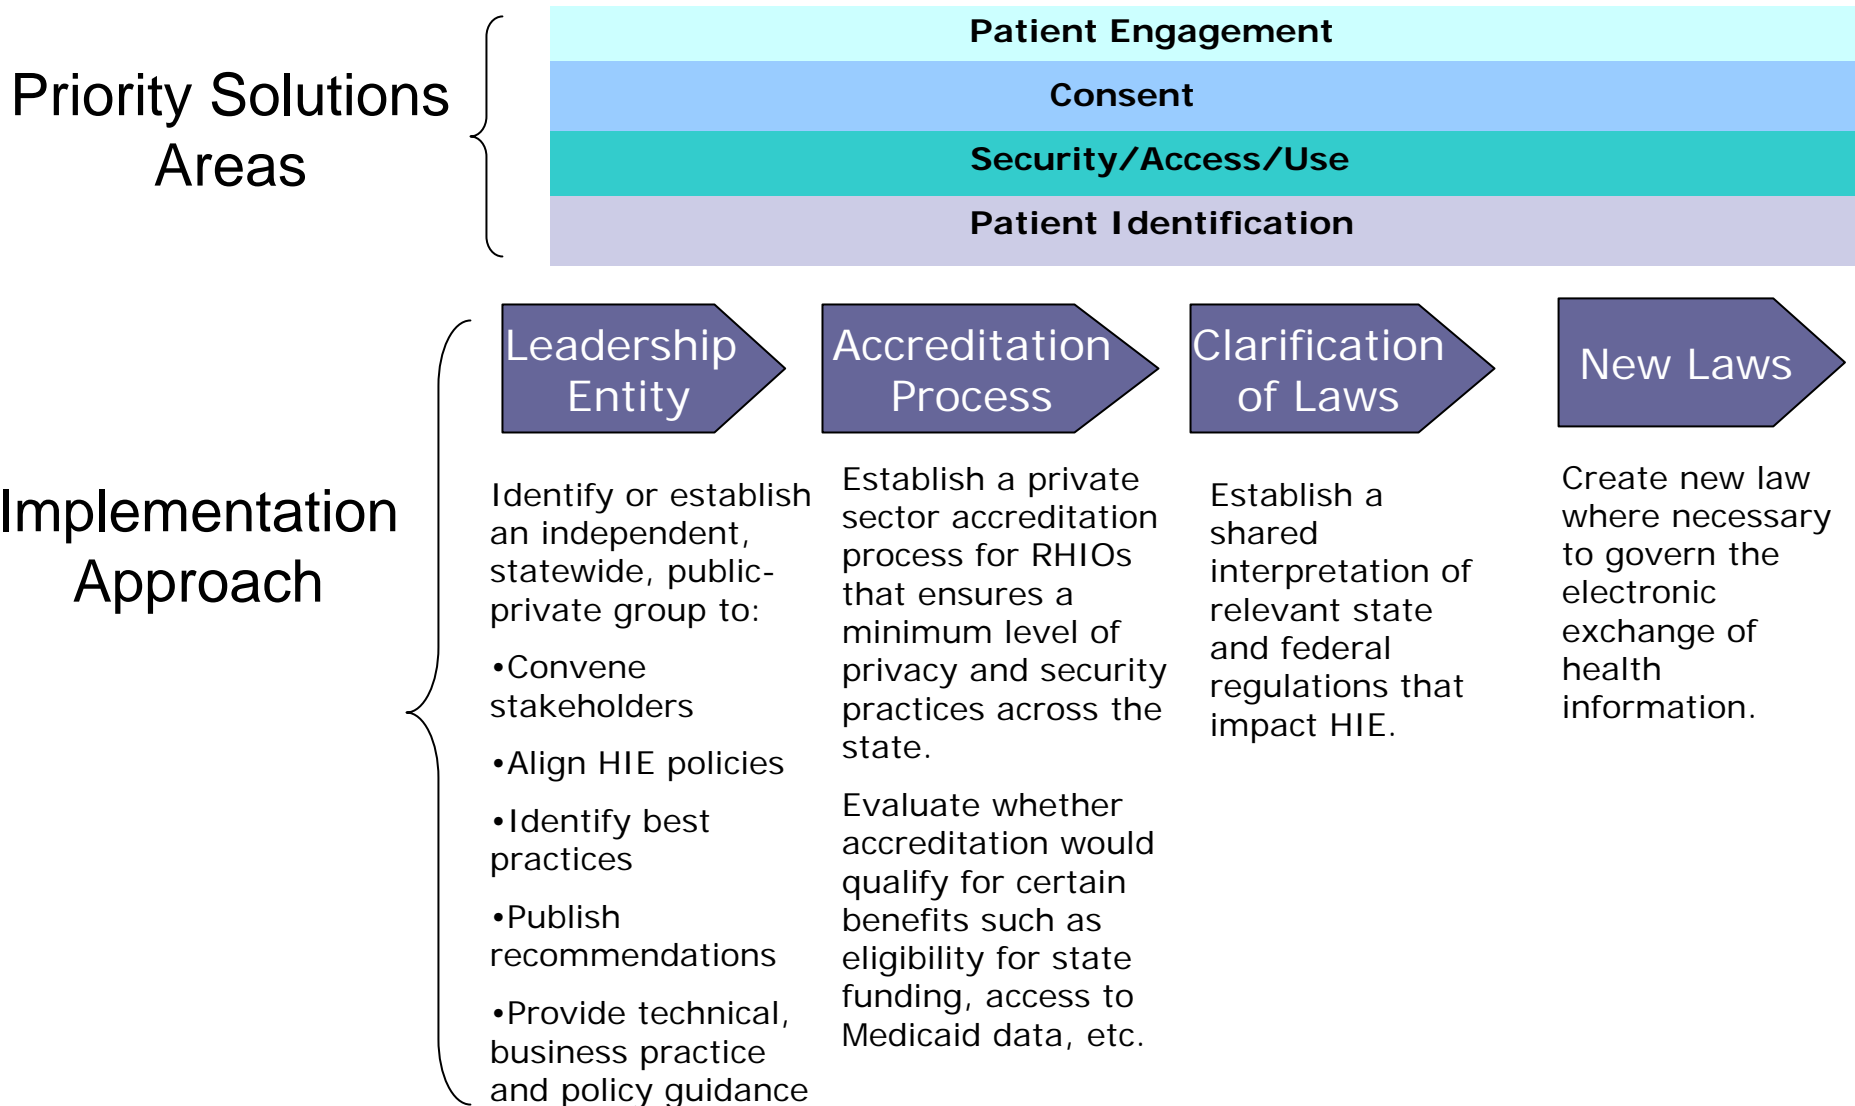 Priority Solutions
Areas
Patient Engagement
Consent
Security/Access/Use
Patient Identification
Implementation
Approach
Leadership
Entity
Identify or establish
an independent,
statewide, public-
private group to:
•Convene
stakeholders
•Align HIE policies
•Identify best
practices
•Publish
recommendations
•Provide technical,
business practice
and policy guidance
Accreditation
Process
Establish a private
sector accreditation
process for RHIOs
that ensures a
minimum level of
privacy and security
practices across the
state.
Evaluate whether
accreditation would
qualify for certain
benefits such as
eligibility for state
funding, access to
Medicaid data, etc.
Clarification
of Laws
Establish a
shared
interpretation of
relevant state
and federal
regulations that
impact HIE.
New Laws
Create new law
where necessary
to govern the
electronic
exchange of
health
information.